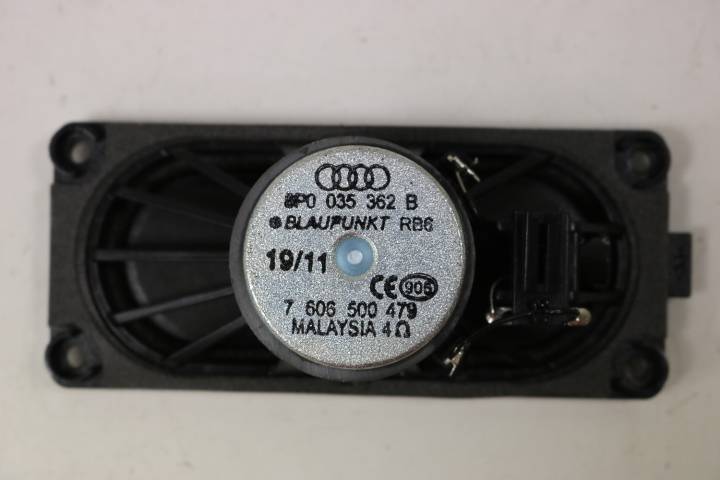 8P0 035 362 B
BLAUPUNKT RB6
19/11
CE 906
7 606 500 479
MALAYSIA 4Ω